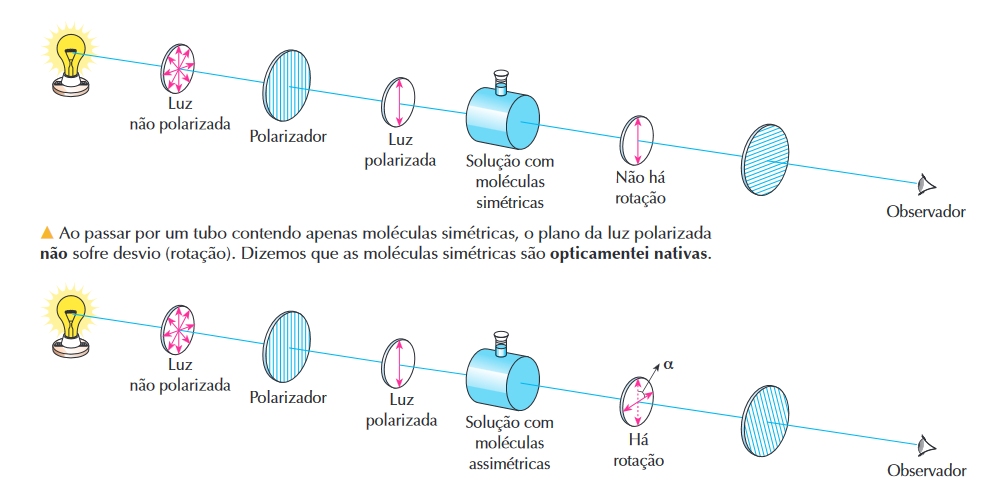 Luz
não polarizada
Polarizador
Luz
polarizada
Solução com
moléculas
simétricas
Não há
rotação
Observador
▲ Ao passar por um tubo contendo apenas moléculas simétricas, o plano da luz polarizada
não sofre desvio (rotação). Dizemos que as moléculas simétricas são opticamentei nativas.
Luz
não polarizada
Polarizador
Luz
polarizada
Solução com
moléculas
assimétricas
α
Há
rotação
Observador